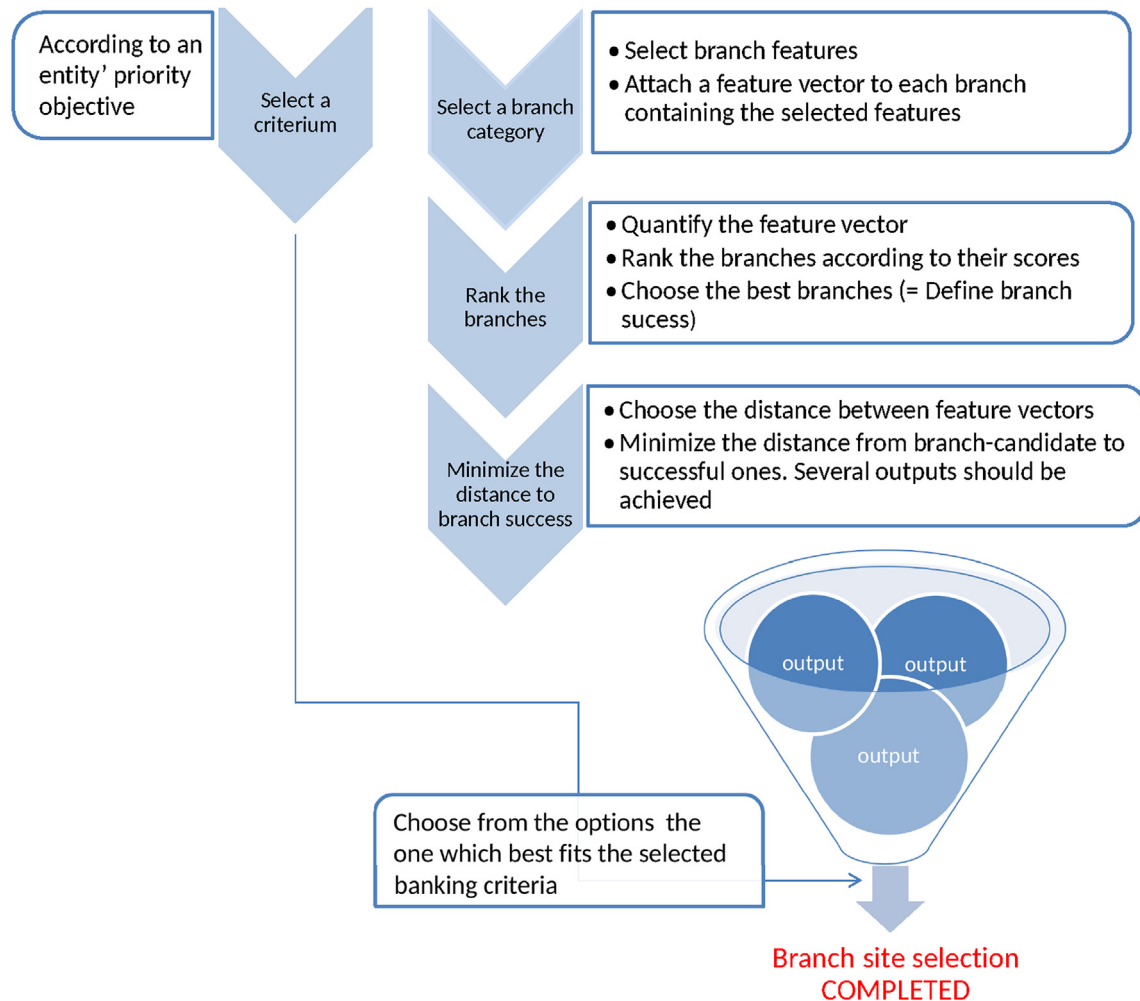 According to an
entity’ priority
objective
Select a
criterium
Select a branch
category
• Select branch features
• Attach a feature vector to each branch
containing the selected features
Rank the
branches
• Quantify the feature vector
• Rank the branches according to their scores
• Choose the best branches (= Define branch
sucess)
Minimize the
distance to
branch success
• Choose the distance between feature vectors
• Minimize the distance from branch-candidate to
successful ones. Several outputs should be
achieved
output
output
output
Choose from the options the
one which best fits the selected
banking criteria
Branch site selection
COMPLETED